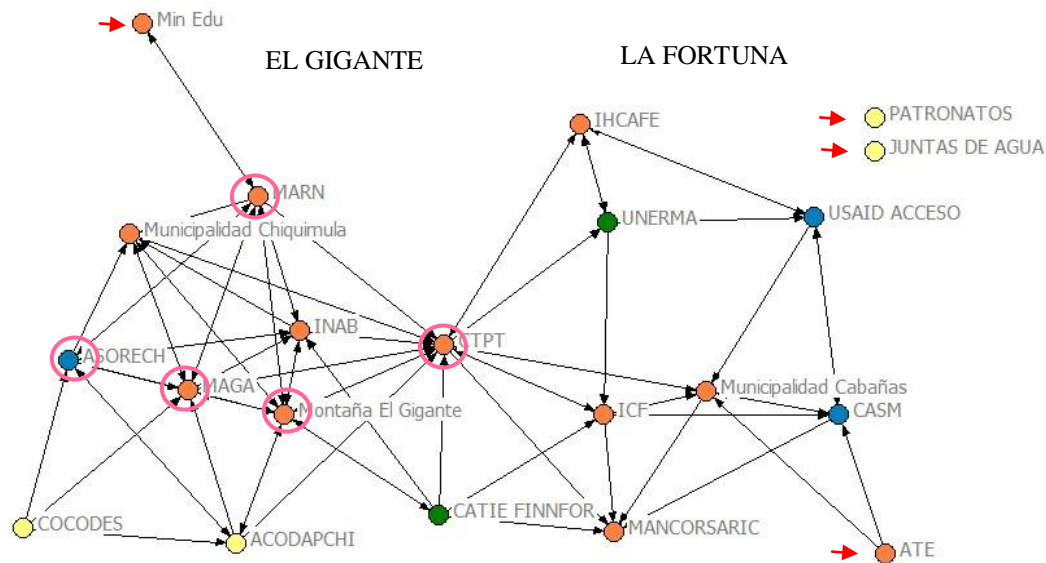 Min Edu
EL GIGANTE
LA FORTUNA
PATRONATOS
IHCAFE
JUNTAS DE AGUA
MARN
UNERMA
USAID ACCESO
Municipalidad Chiquimula
INAB
CTPT
ASORECH
MAGA
Municipalidad Cabañas
Montaña El Gigante
ICF
CASM
CATIE FINNFOR
COCODES
MANCORSARIC
ACODAPCHI
ATE